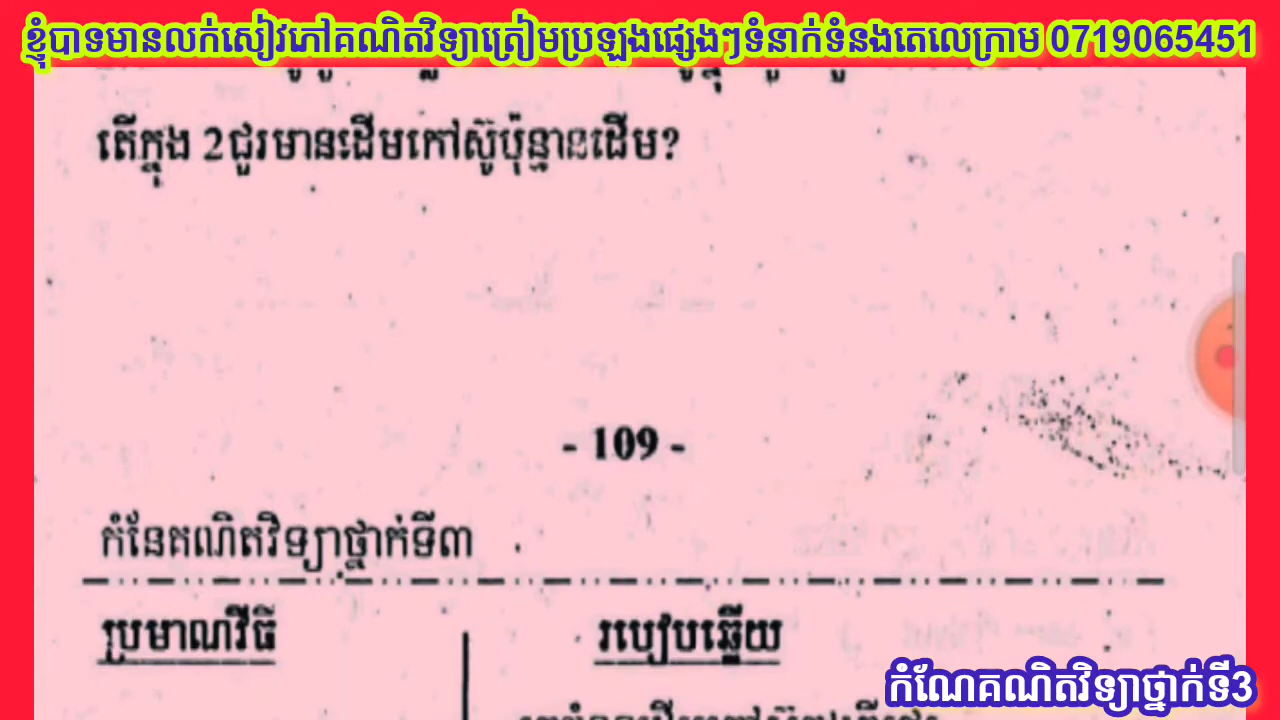 ខ្ញុំបាទមានលក់សៀវភៅគណិតវិទ្យាត្រៀមប្រឡងផ្សេងៗទំនាក់ទំនងតេលេក្រាម 0719065451
តើក្នុង 2ជួរមានដើមកៅស៊ូប៉ុន្មានដើម?
- 109 -
កំនែគណិតវិទ្យាថ្នាក់ទី៣
ប្រមាណវិធី
របៀបឆ្លើយ
កំណែគណិតវិទ្យាថ្នាក់ទី3